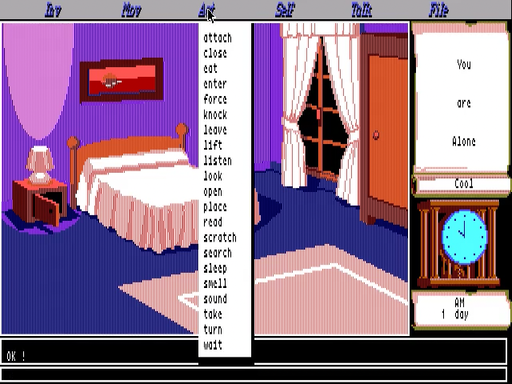 Inv Mov Act Self Talk File
attach
close
eat
enter
force
knock
leave
lift
listen
look
open
place
read
scratch
search
sleep
smell
sound
take
turn
wait
You
are
Alone
Cool
AM
1 day
OK !